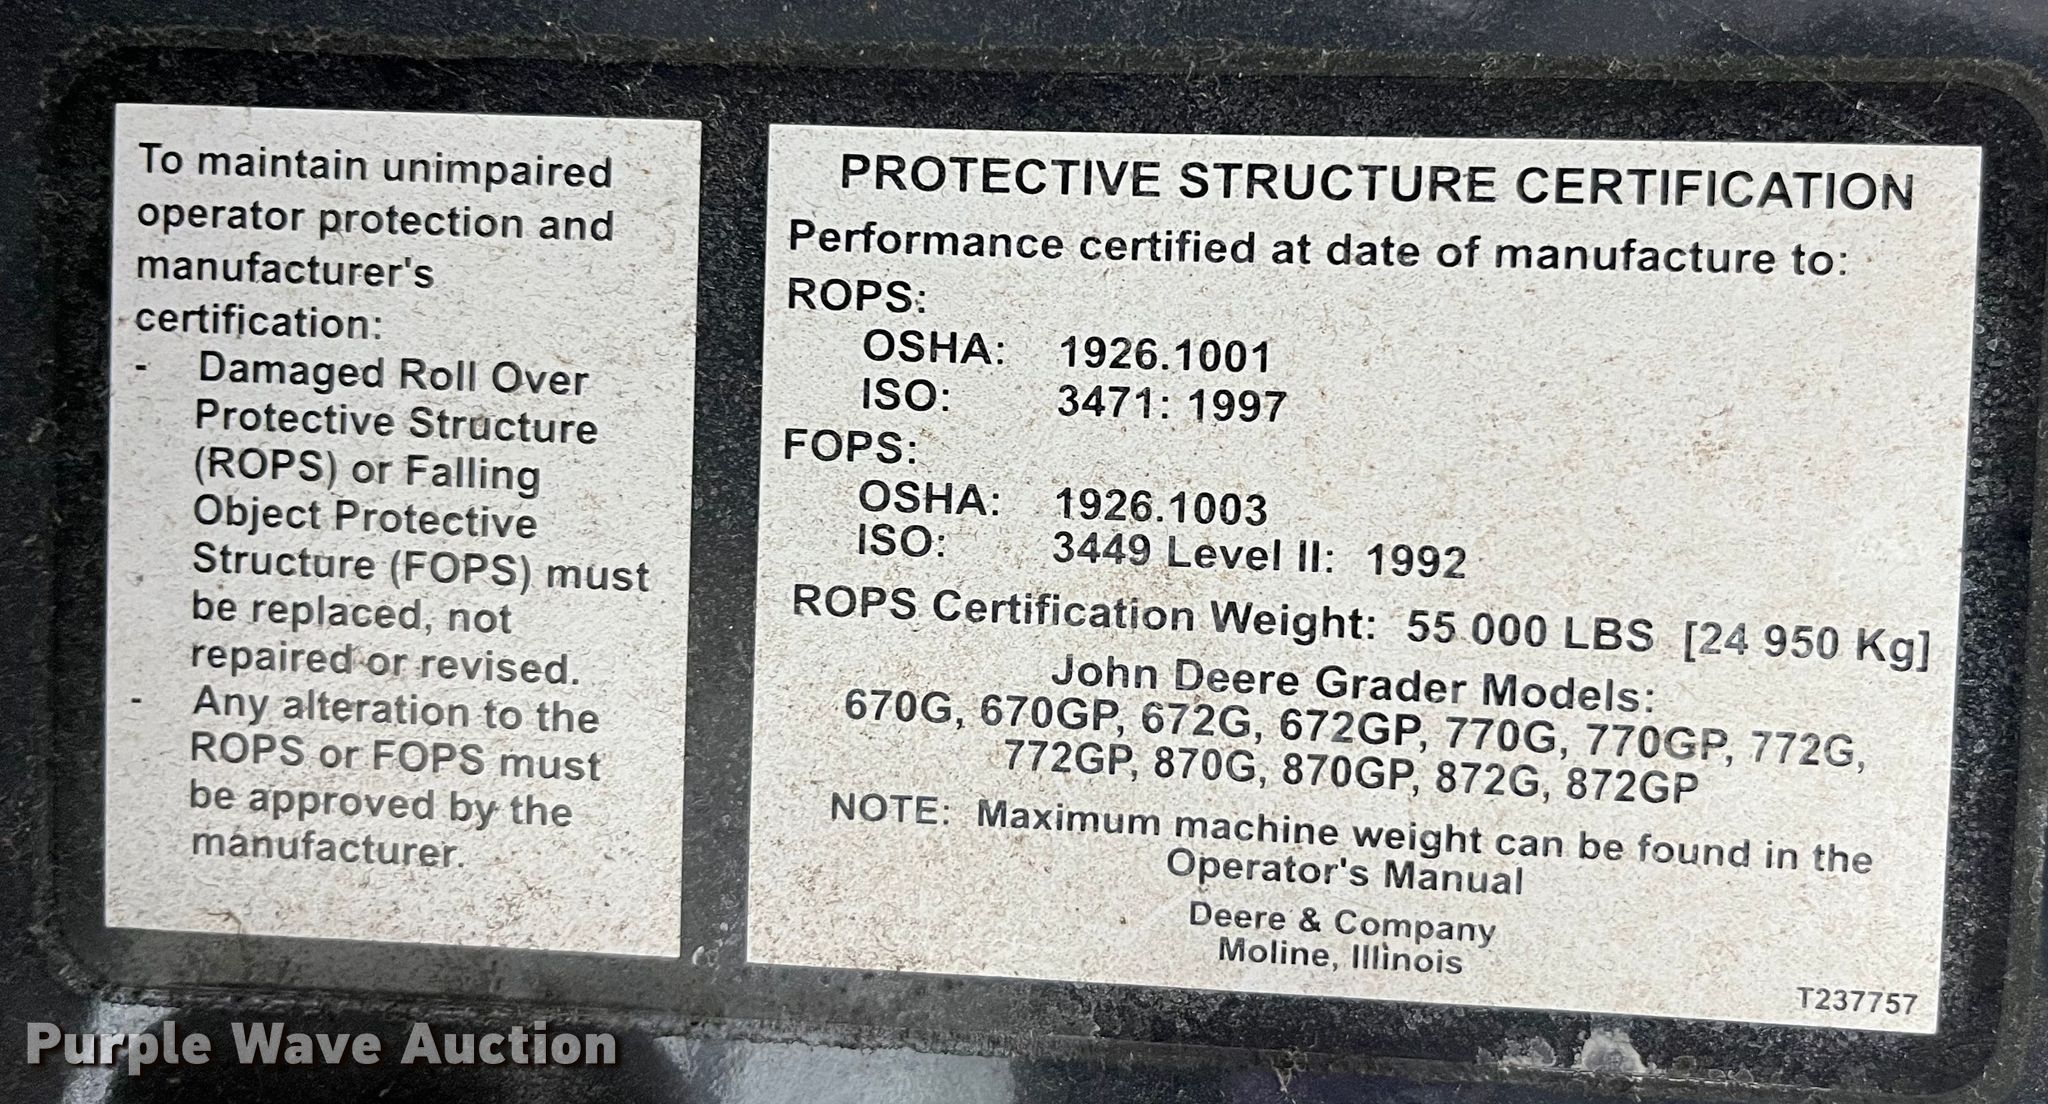 To maintain unimpaired
operator protection and
manufacturer's
certification:
- Damaged Roll Over
Protective Structure
(ROPS) or Falling
Object Protective
Structure (FOPS) must
be replaced, not
repaired or revised.
- Any alteration to the
ROPS or FOPS must
be approved by the
manufacturer.
PROTECTIVE STRUCTURE CERTIFICATION
Performance certified at date of manufacture to:
ROPS:
OSHA: 1926.1001
ISO: 3471: 1997
FOPS:
OSHA: 1926.1003
ISO: 3449 Level II: 1992
ROPS Certification Weight: 55 000 LBS [24 950 Kg]
John Deere Grader Models:
670G, 670GP, 672G, 672GP, 770G, 770GP, 772G,
772GP, 870G, 870GP, 872G, 872GP
NOTE: Maximum machine weight can be found in the
Operator's Manual
Deere & Company
Moline, Illinois
T237757
Purple Wave Auction